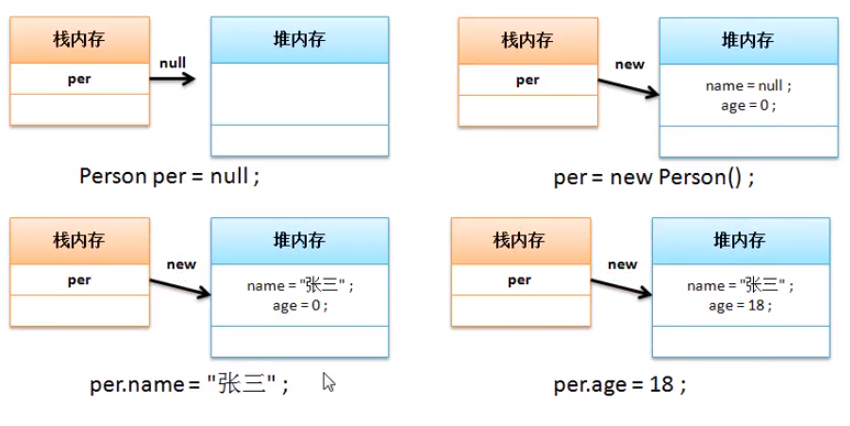 栈内存
per
null
堆内存
Person per = null ;
栈内存
per
new
堆内存
name = null ;
age = 0 ;
per = new Person() ;
栈内存
per
new
堆内存
name = "张三" ;
age = 0 ;
per.name = "张三" ;
栈内存
per
new
堆内存
name = "张三" ;
age = 18 ;
per.age = 18 ;